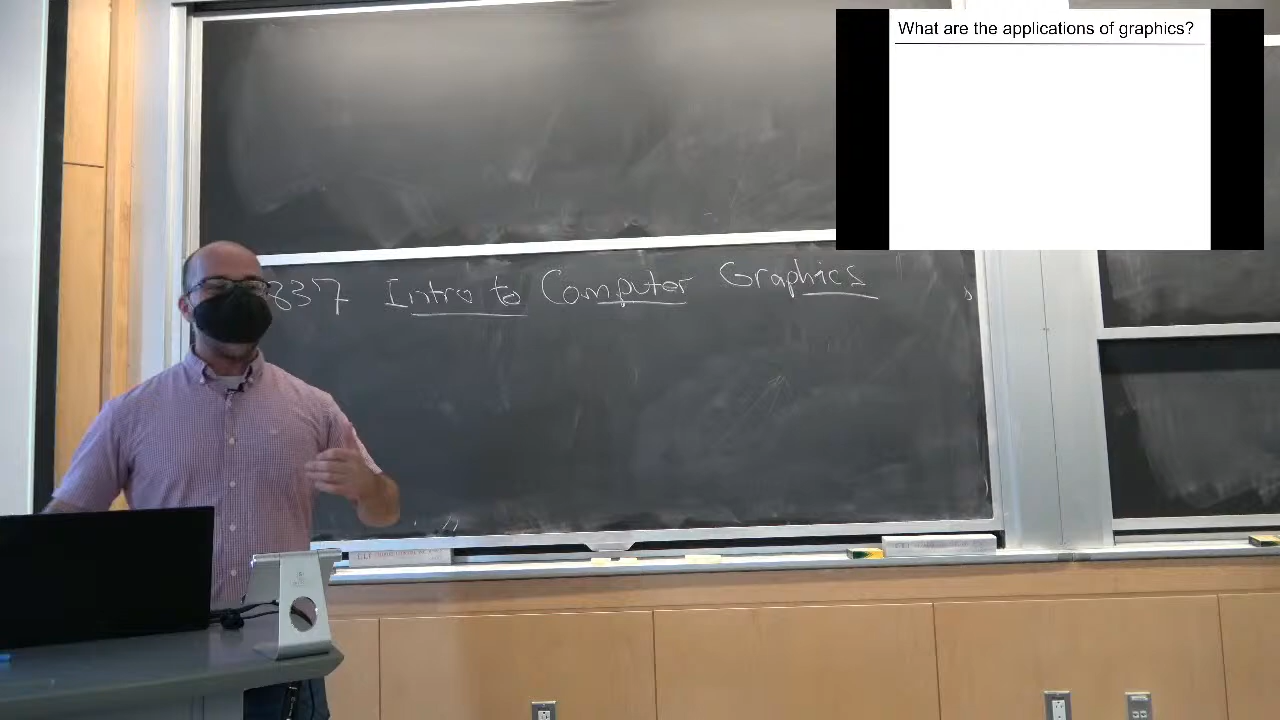 What are the applications of graphics?
837 Intro to Computer Graphics